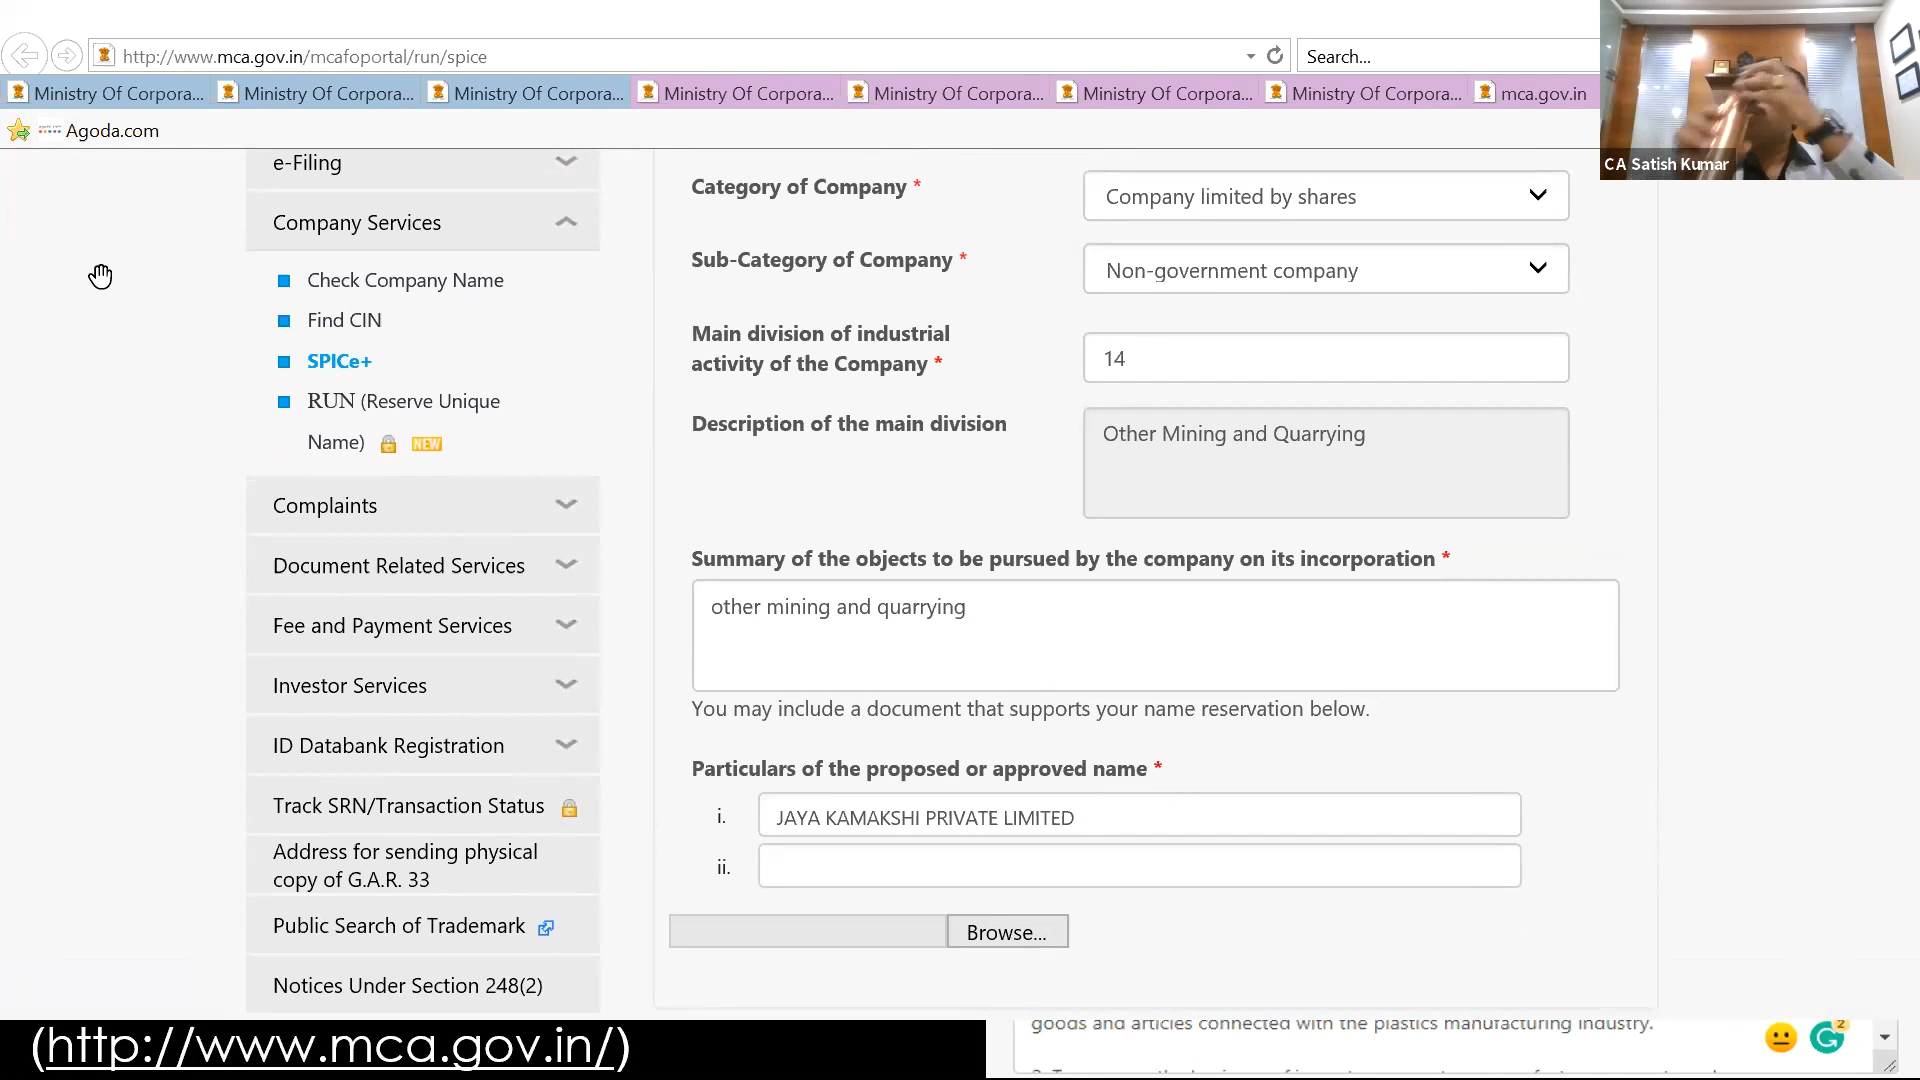 http://www.mca.gov.in/mcafoportal/run/spice
Search...
Ministry Of Corpora...
Ministry Of Corpora...
Ministry Of Corpora...
Ministry Of Corpora...
Ministry Of Corpora...
Ministry Of Corpora...
Ministry Of Corpora...
mca.gov.in
Agoda.com
CA Satish Kumar
e-Filing
Company Services
Check Company Name
Find CIN
SPICe+
RUN (Reserve Unique
Name) NEW
Complaints
Document Related Services
Fee and Payment Services
Investor Services
ID Databank Registration
Track SRN/Transaction Status
Address for sending physical
copy of G.A.R. 33
Public Search of Trademark
Notices Under Section 248(2)
Category of Company *
Company limited by shares
Sub-Category of Company *
Non-government company
Main division of industrial
activity of the Company *
14
Description of the main division
Other Mining and Quarrying
Summary of the objects to be pursued by the company on its incorporation *
other mining and quarrying
You may include a document that supports your name reservation below.
Particulars of the proposed or approved name *
i. JAYA KAMAKSHI PRIVATE LIMITED
ii.
Browse...
(http://www.mca.gov.in/)
goods and articles connected with the plastics manufacturing industry.
2